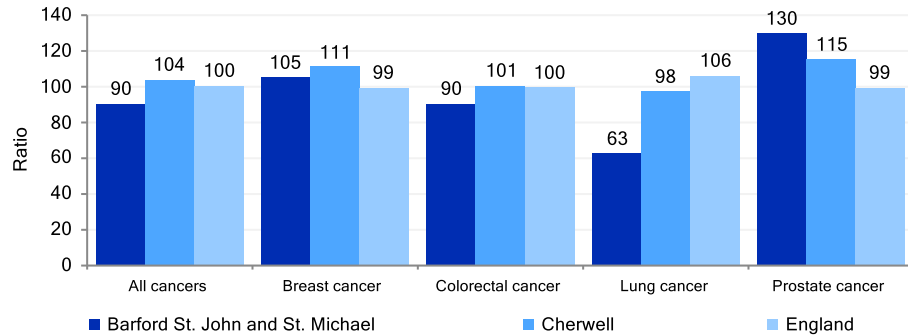 140
120
100
80
60
40
20
0
Ratio
90 104 100 105 111 99 90 101 100 63 98 106 130 115 99
All cancers Breast cancer Colorectal cancer Lung cancer Prostate cancer
Barford St. John and St. Michael Cherwell England